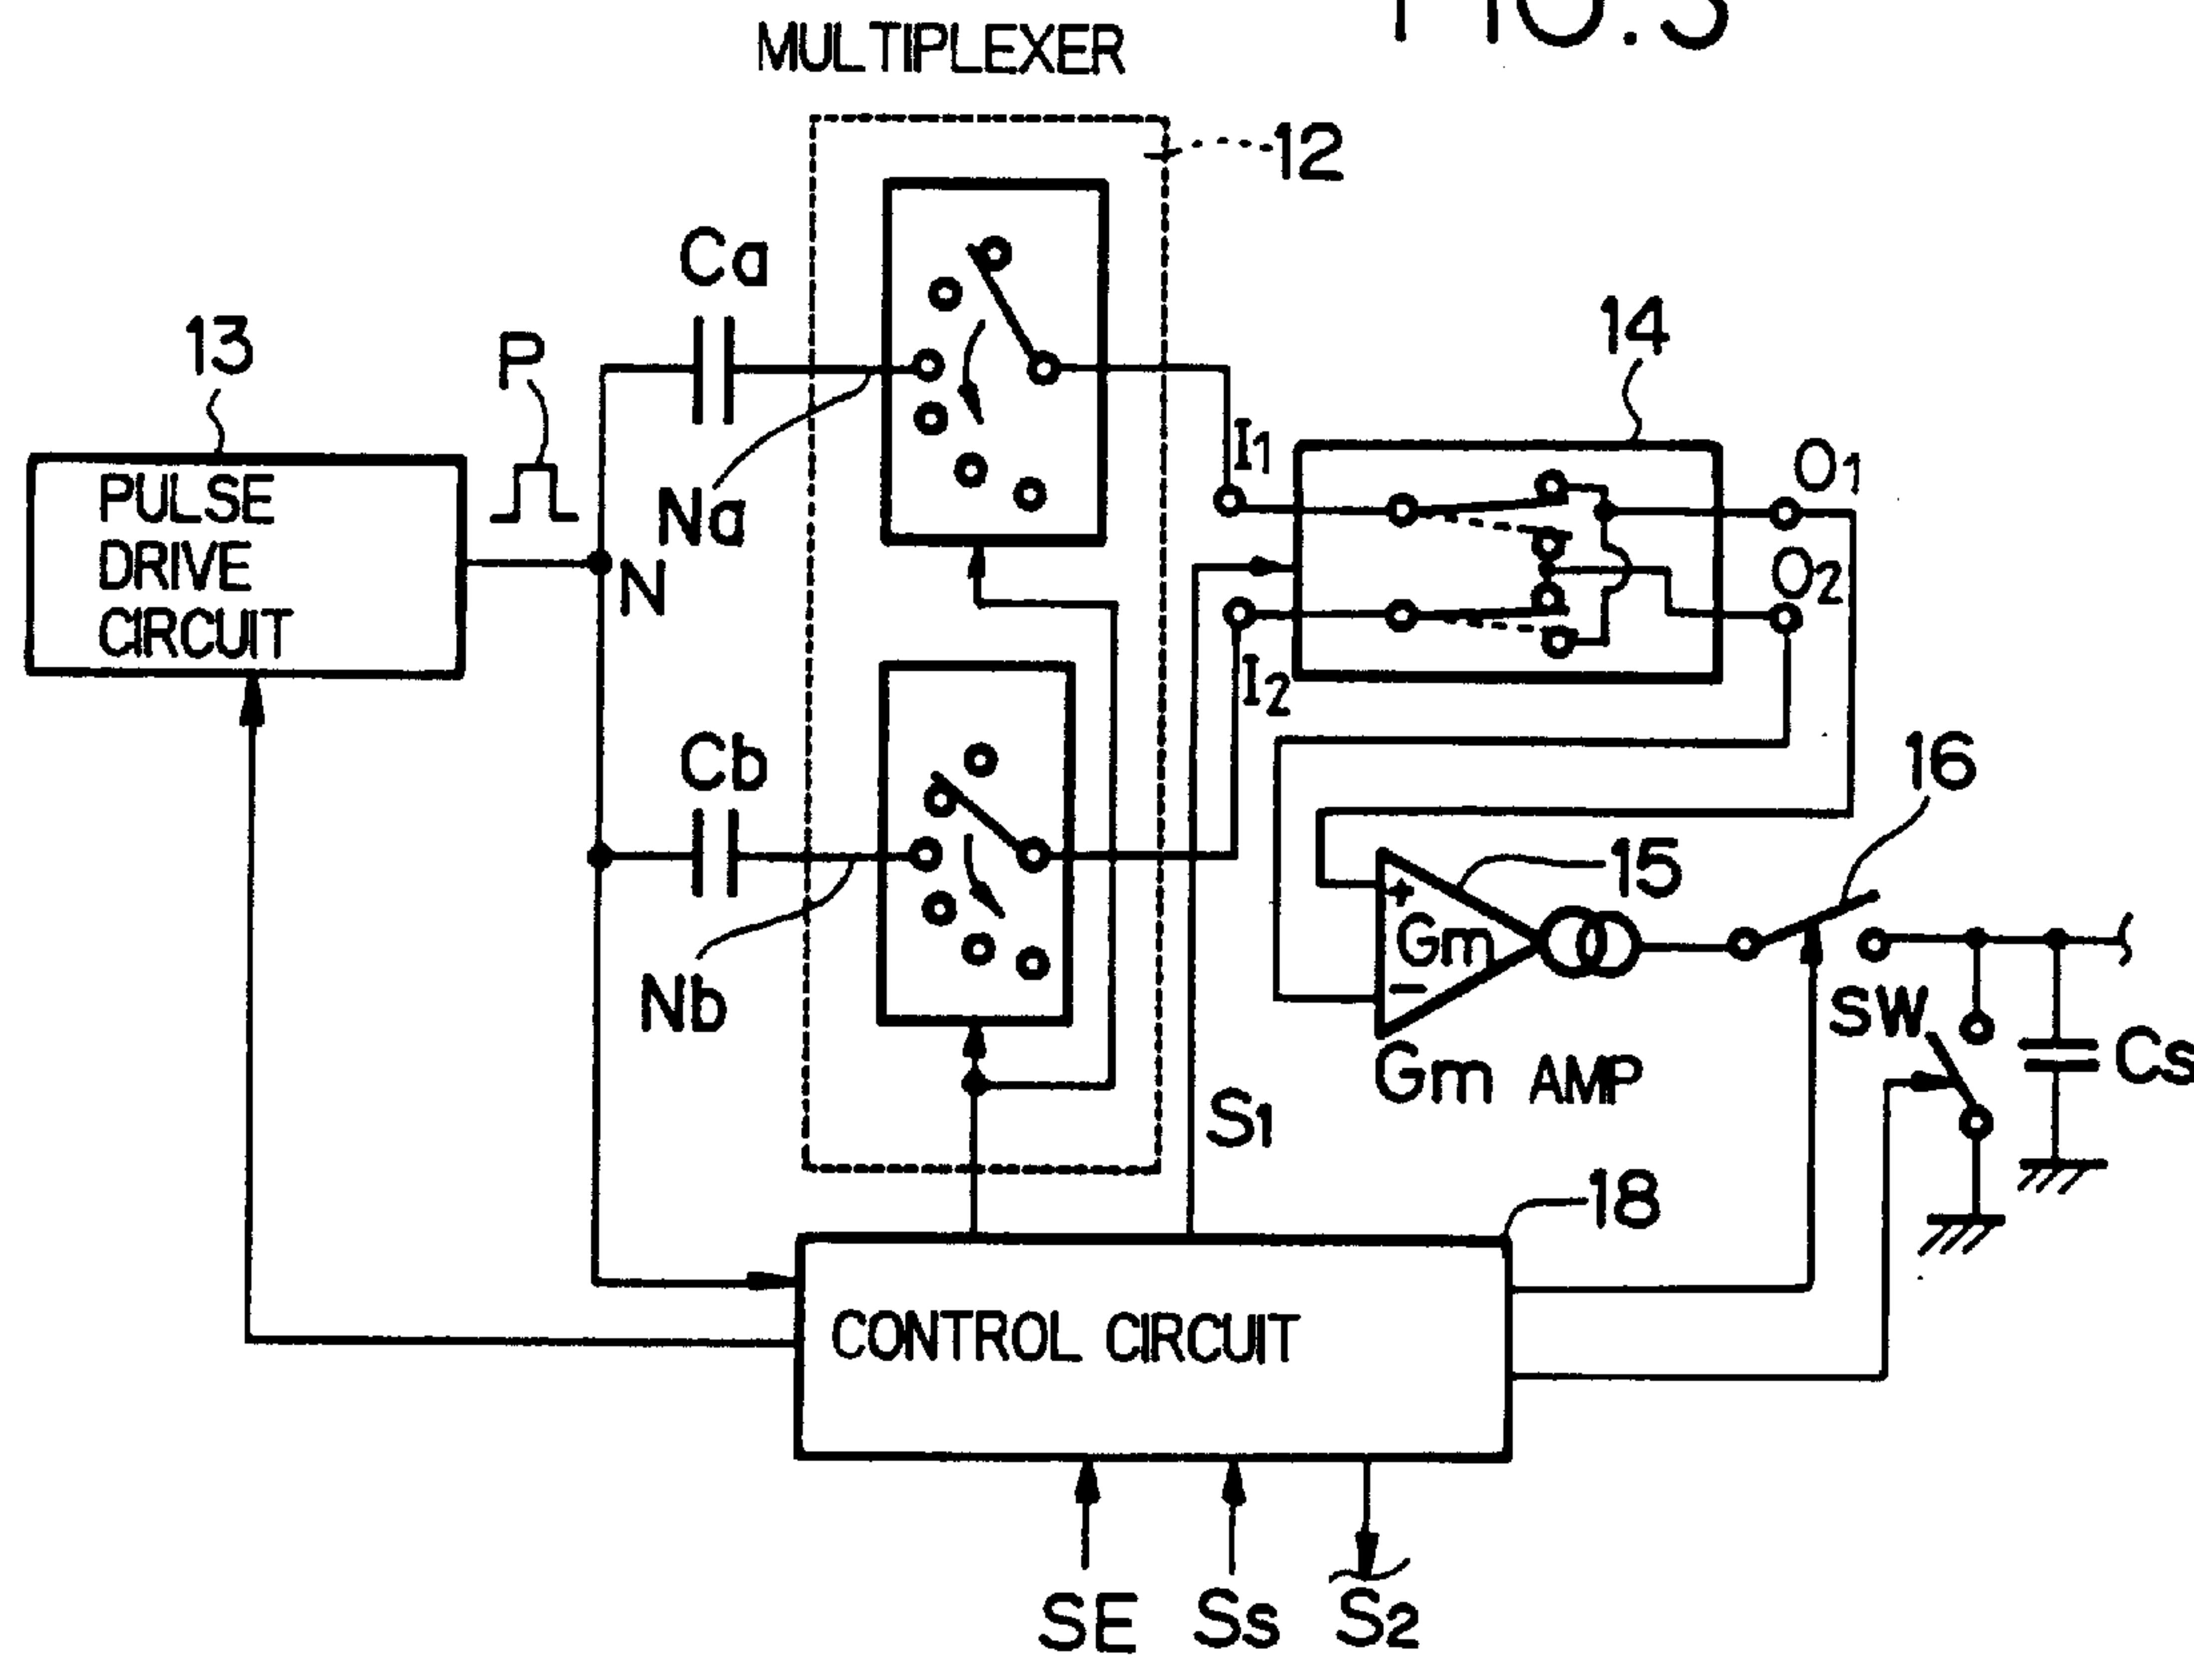 MULTIPLEXER
12
Ca
13
P
14
I1
O1
PULSE
DRIVE
CIRCUIT
Na
N
O2
I2
Cb
16
15
+
Gm
−
Nb
SW
Cs
Gm AMP
S1
18
CONTROL CIRCUIT
SE
Ss
S2